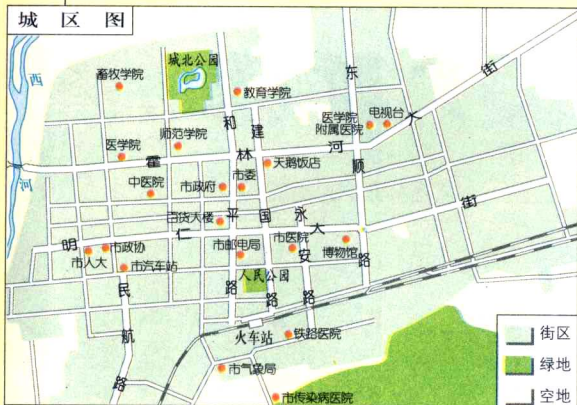 城区图
西
河
城北公园
畜牧学院
教育学院
东
电视台
医学院
附属医院
大
街
师范学院
和
建
医学院
霍
林
河
天鹅饭店
顺
中医院
市政府
市委
百货大楼
平
国
永
大
街
明
仁
市政协
市人大
市邮电局
市医院
安
博物馆
路
市汽车站
人民公园
民
航
路
路
路
路
火车站
铁路医院
市气象局
市传染病医院
街区
绿地
空地